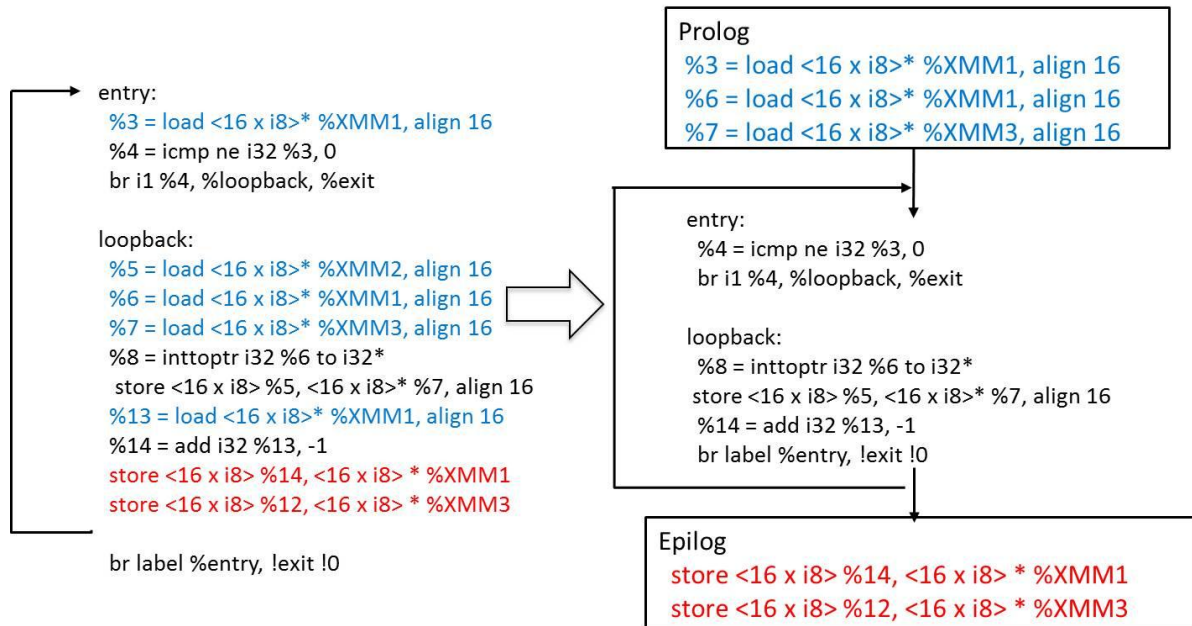 entry:
%3 = load <16 x i8>* %XMM1, align 16
%4 = icmp ne i32 %3, 0
br i1 %4, %loopback, %exit
loopback:
%5 = load <16 x i8>* %XMM2, align 16
%6 = load <16 x i8>* %XMM1, align 16
%7 = load <16 x i8>* %XMM3, align 16
%8 = inttoptr i32 %6 to i32*
store <16 x i8> %5, <16 x i8>* %7, align 16
%13 = load <16 x i8>* %XMM1, align 16
%14 = add i32 %13, -1
store <16 x i8> %14, <16 x i8> * %XMM1
store <16 x i8> %12, <16 x i8> * %XMM3
br label %entry, !exit !0
Prolog
%3 = load <16 x i8>* %XMM1, align 16
%6 = load <16 x i8>* %XMM1, align 16
%7 = load <16 x i8>* %XMM3, align 16
entry:
%4 = icmp ne i32 %3, 0
br i1 %4, %loopback, %exit
loopback:
%8 = inttoptr i32 %6 to i32*
store <16 x i8> %5, <16 x i8>* %7, align 16
%14 = add i32 %13, -1
br label %entry, !exit !0
Epilog
store <16 x i8> %14, <16 x i8> * %XMM1
store <16 x i8> %12, <16 x i8> * %XMM3